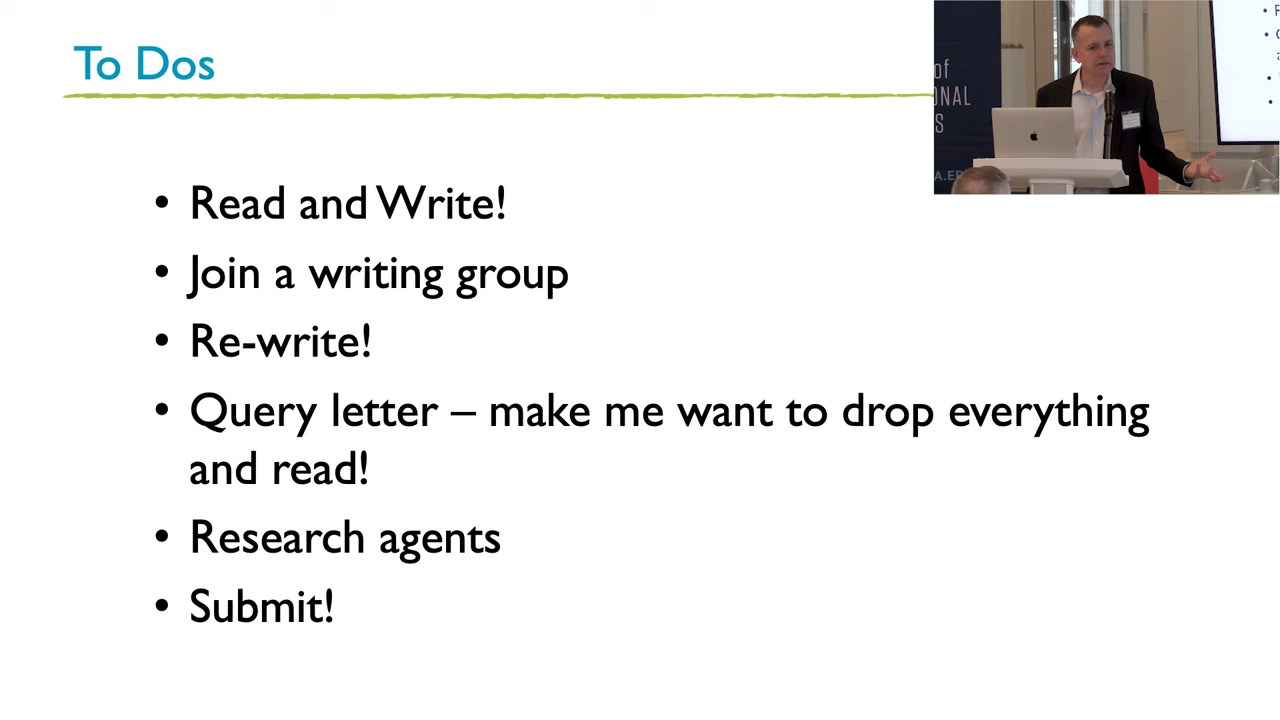 To Dos
• Read and Write!
• Join a writing group
• Re-write!
• Query letter – make me want to drop everything
and read!
• Research agents
• Submit!
of